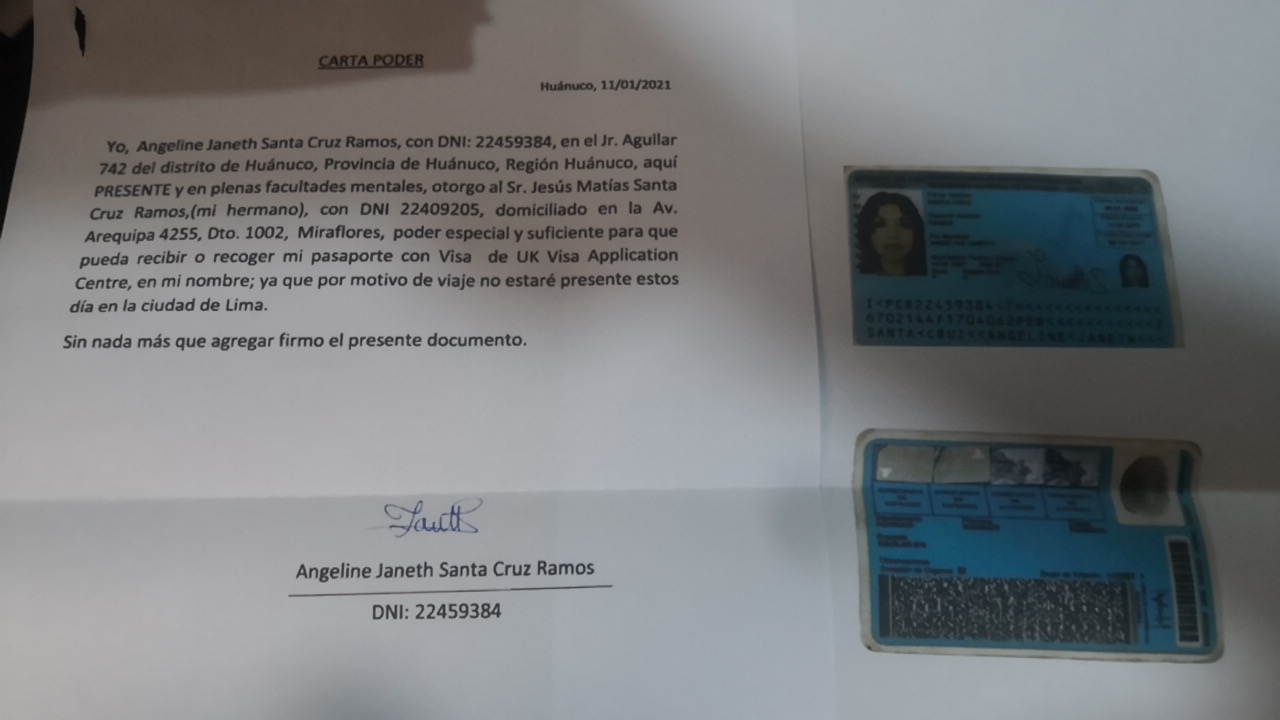 CARTA PODER
Huánuco, 11/01/2021
Yo, Angeline Janeth Santa Cruz Ramos, con DNI: 22459384, en el Jr. Aguilar
742 del distrito de Huánuco, Provincia de Huánuco, Región Huánuco, aquí
PRESENTE y en plenas facultades mentales, otorgo al Sr. Jesús Matías Santa
Cruz Ramos,(mi hermano), con DNI 22409205, domiciliado en la Av.
Arequipa 4255, Dto. 1002, Miraflores, poder especial y suficiente para que
pueda recibir o recoger mi pasaporte con Visa de UK Visa Application
Centre, en mi nombre; ya que por motivo de viaje no estaré presente estos
día en la ciudad de Lima.
Sin nada más que agregar firmo el presente documento.
Angeline Janeth Santa Cruz Ramos
DNI: 22459384
I<PER22459384<
SANTA<CRUZ<<ANGELINE<JANETH<<<